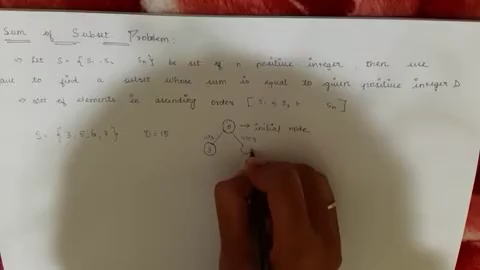 Sum of Subset Problem:
→ Let S = {S1, S2 Sn} be set of n positive integer, then we
have to find a subset whose sum is equal to given positive integer D
→ set of elements in ascending order [S1 ≤ S2 ≤ Sn]
S = {3, 5, 6, 7} D = 15
0 → initial node
3